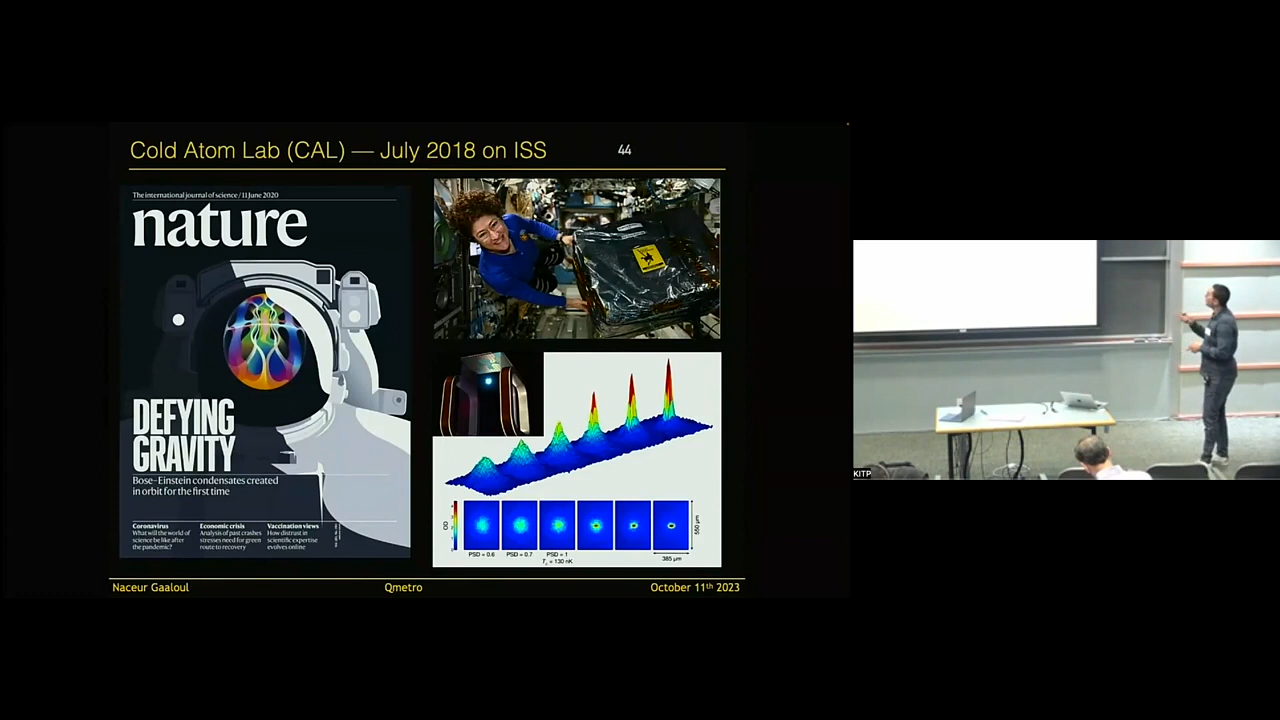 Cold Atom Lab (CAL) — July 2018 on ISS
44
The international journal of science / 11 June 2020
nature
DEFYING
GRAVITY
Bose–Einstein condensates created
in orbit for the first time
Coronavirus
What will the world of
science be like after
the pandemic?
Economic crisis
Analysis of past crashes
stresses need for green
route to recovery
Vaccination views
How distrust in
scientific expertise
evolves online
OD
PSD = 0.6
PSD = 0.7
PSD = 1
= 130 nK
550 µm
385 µm
Naceur Gaaloul
Qmetro
October 11th 2023
KITP